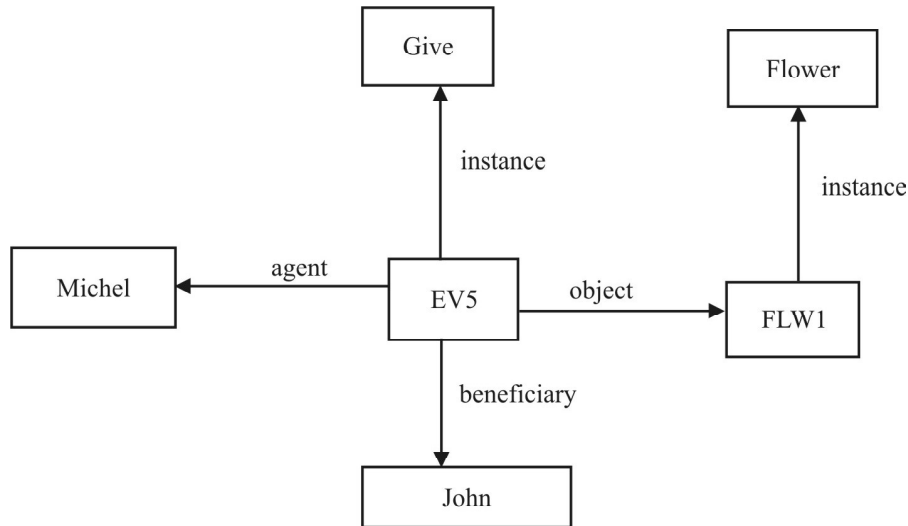 Give
Flower
instance
instance
agent
Michel
EV5
object
FLW1
beneficiary
John